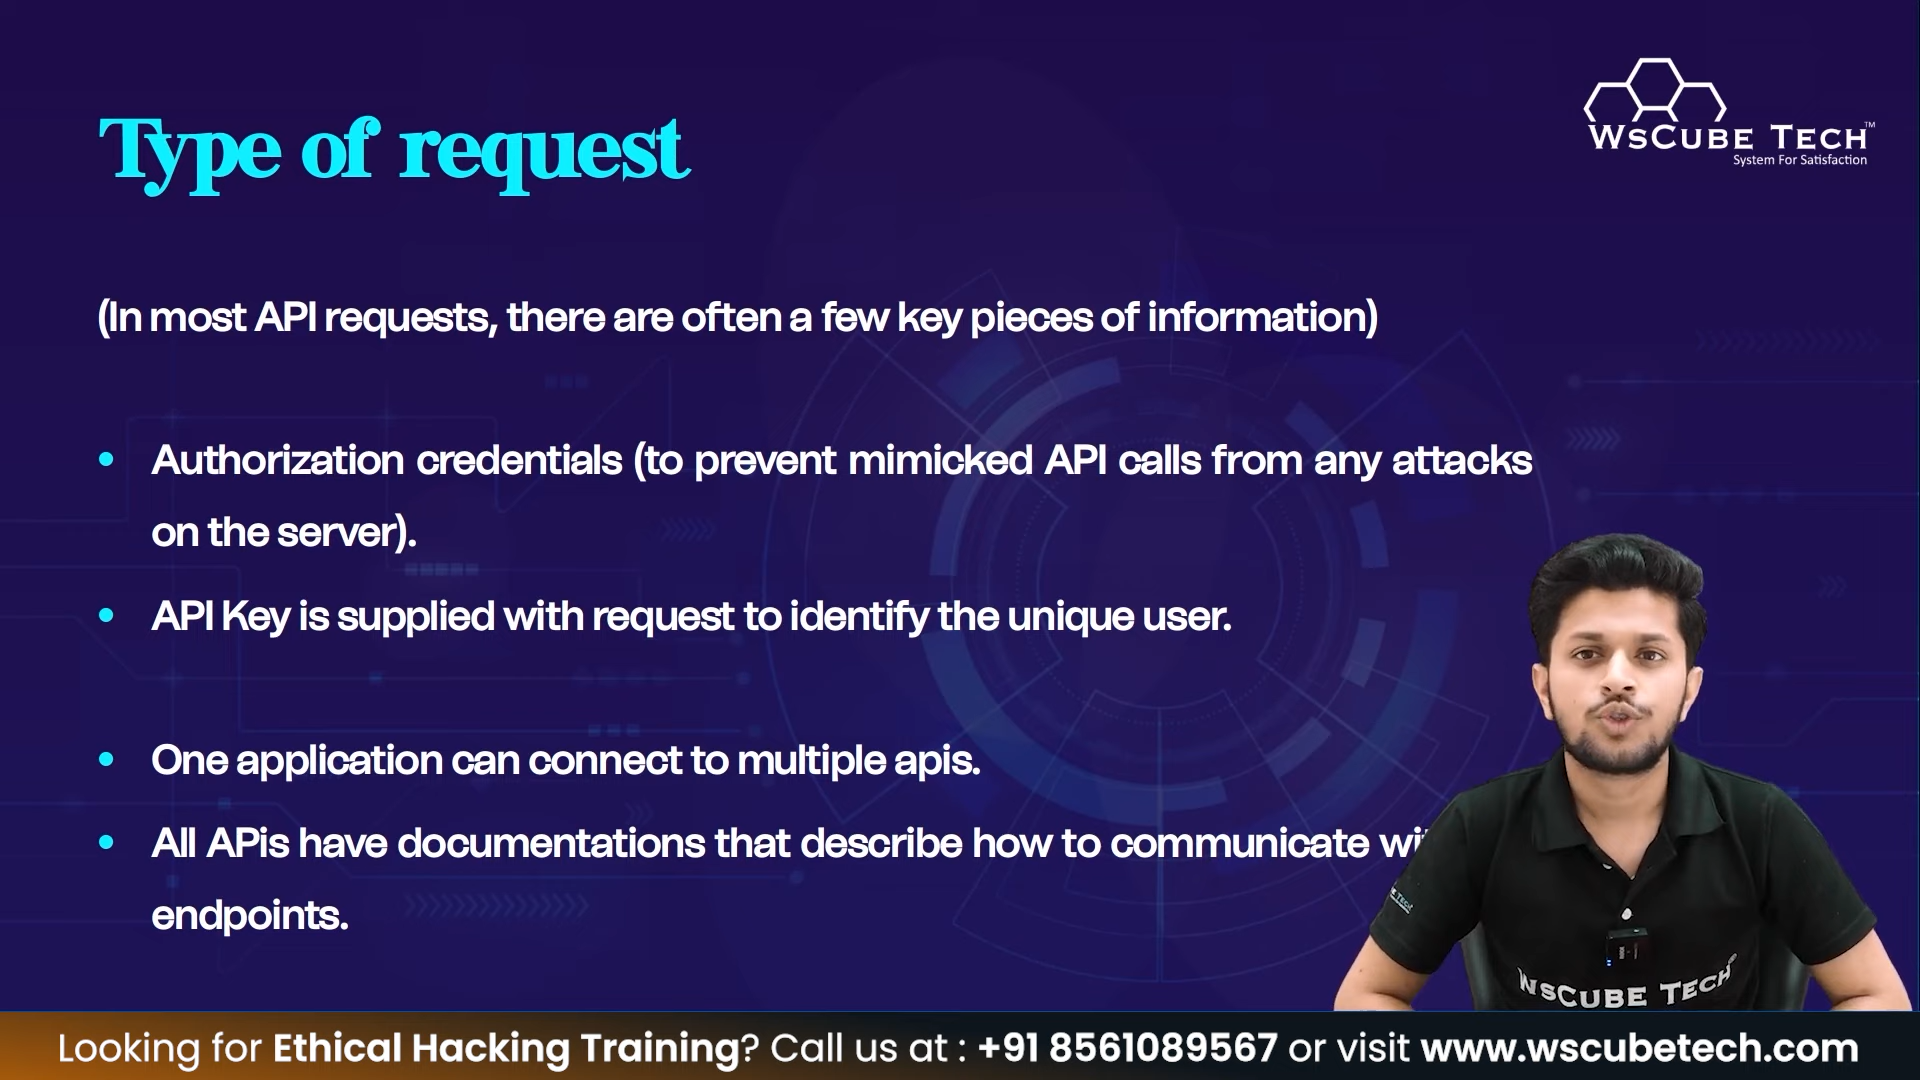 WsCube Tech™
System For Satisfaction
Type of request
(In most API requests, there are often a few key pieces of information)
• Authorization credentials (to prevent mimicked API calls from any attacks
on the server).
• API Key is supplied with request to identify the unique user.
• One application can connect to multiple apis.
• All APis have documentations that describe how to communicate
endpoints.
WsCube Tech
Looking for Ethical Hacking Training? Call us at : +91 8561089567 or visit www.wscubetech.com